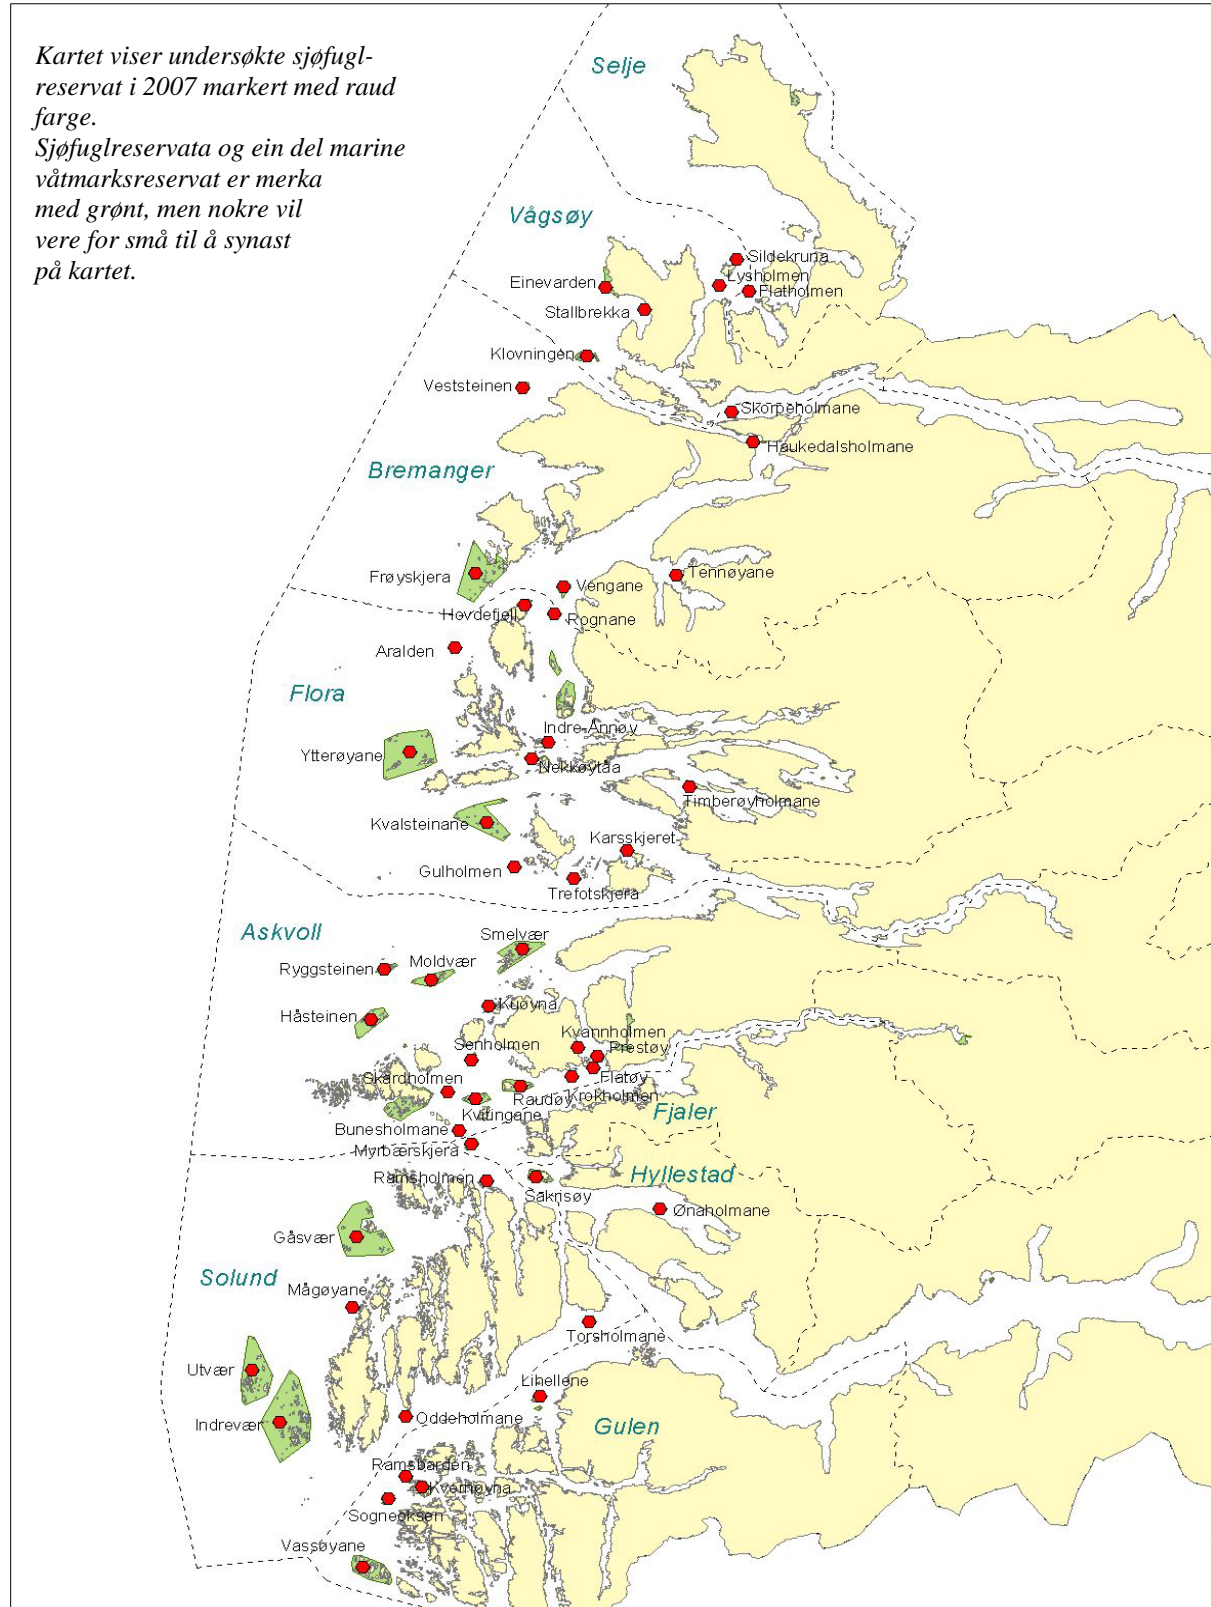 Kartet viser undersøkte sjøfugl-
reservat i 2007 markert med raud
farge.
Sjøfuglreservata og ein del marine
våtmarksreservat er merka
med grønt, men nokre vil
vere for små til å synast
på kartet.
Selje
Vågsøy
Sildekruna
Lysholmen
Einevarden
Flatholmen
Stallbrekka
Klovningen
Veststeinen
Skorpeholmane
Haukedalsholmane
Bremanger
Frøyskjera
Tennøyane
Vengane
Hovdefjell
Rognane
Aralden
Flora
Indre-Ånnøy
Ytterøyane
Nekkøytåa
Timberøyholmane
Kvalsteinane
Karsskjeret
Gulholmen
Trefotskjera
Askvoll
Smelvær
Moldvær
Ryggsteinen
Kuøyna
Håsteinen
Kvannholmen
Senholmen
Prestøy
Flatøy
Skardholmen
Raudøy
Krokholmen
Kvitingane
Fjaler
Bunesholmane
Myrbærskjera
Ramsholmen
Sakrisøy
Hyllestad
Ønaholmane
Gåsvær
Solund
Mågøyane
Torsholmane
Utvær
Lihellene
Indrevær
Oddeholmane
Gulen
Ramsbarden
Kvernøyna
Sogneoksen
Vassøyane